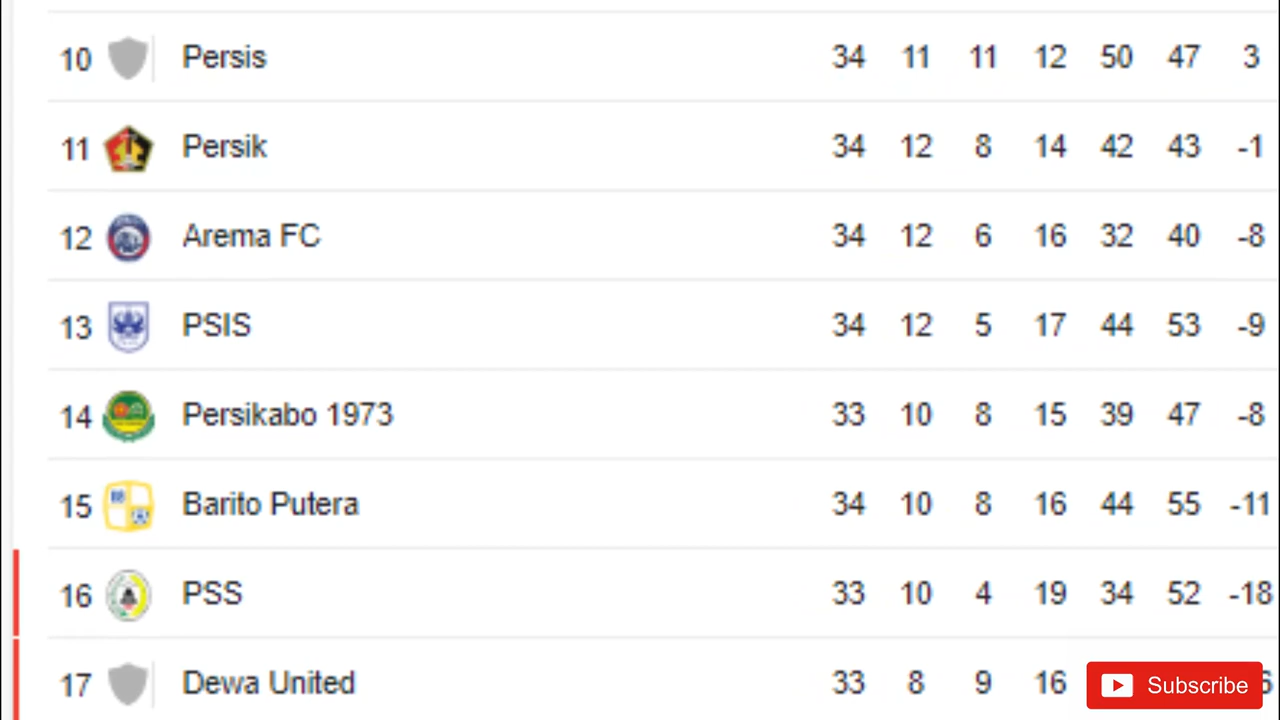 10 Persis 34 11 11 12 50 47 3
11 Persik 34 12 8 14 42 43 -1
12 Arema FC 34 12 6 16 32 40 -8
13 PSIS 34 12 5 17 44 53 -9
14 Persikabo 1973 33 10 8 15 39 47 -8
15 Barito Putera 34 10 8 16 44 55 -11
16 PSS 33 10 4 19 34 52 -18
17 Dewa United 33 8 9 16
Subscribe